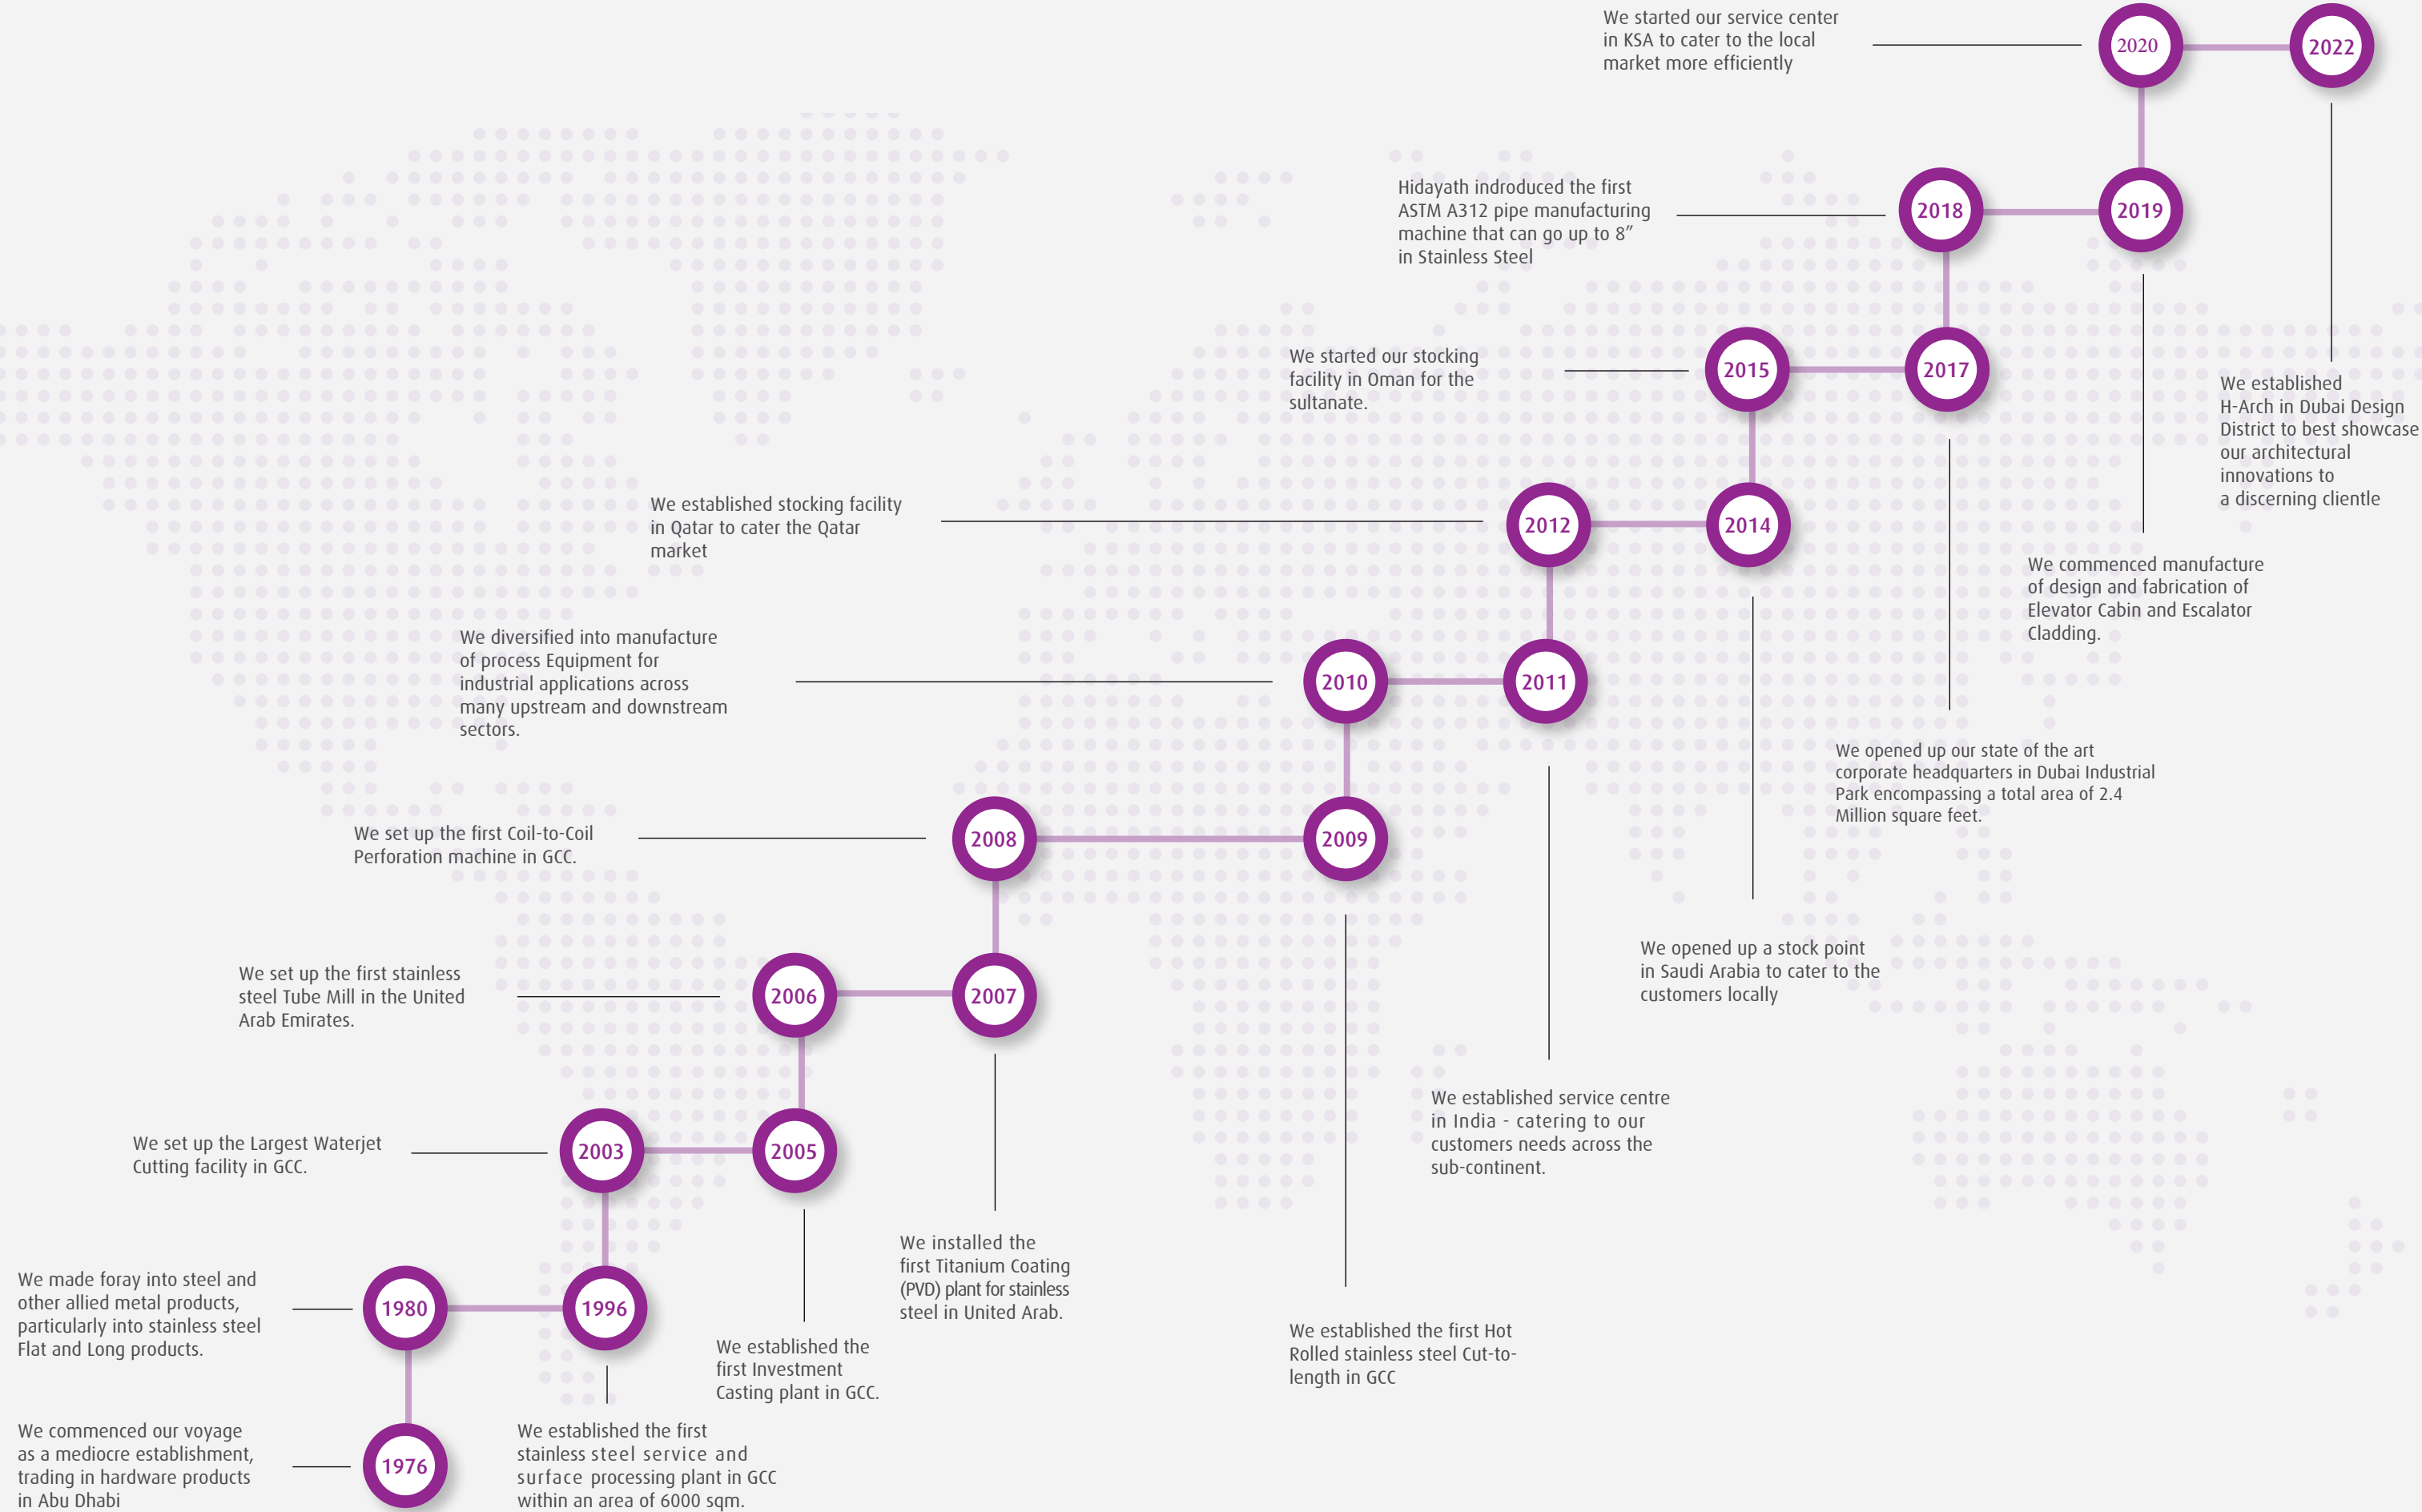 We started our service center
in KSA to cater to the local
market more efficiently
2020
2022
We established
H-Arch in Dubai Design
District to best showcase
our architectural
innovations to
a discerning clientle
Hidayath indroduced the first
ASTM A312 pipe manufacturing
machine that can go up to 8”
in Stainless Steel
2018
2019
We commenced manufacture
of design and fabrication of
Elevator Cabin and Escalator
Cladding.
We started our stocking
facility in Oman for the
sultanate.
2015
2017
We opened up our state of the art
corporate headquarters in Dubai Industrial
Park encompassing a total area of 2.4
Million square feet.
We established stocking facility
in Qatar to cater the Qatar
market
2012
2014
We opened up a stock point
in Saudi Arabia to cater to the
customers locally
We diversified into manufacture
of process Equipment for
industrial applications across
many upstream and downstream
sectors.
2010
2011
We established service centre
in India - catering to our
customers needs across the
sub-continent.
We set up the first Coil-to-Coil
Perforation machine in GCC.
2008
2009
We established the first Hot
Rolled stainless steel Cut-to-
length in GCC
We set up the first stainless
steel Tube Mill in the United
Arab Emirates.
2006
2007
We installed the
first Titanium Coating
(PVD) plant for stainless
steel in United Arab.
We set up the Largest Waterjet
Cutting facility in GCC.
2003
2005
We established the
first Investment
Casting plant in GCC.
We made foray into steel and
other allied metal products,
particularly into stainless steel
Flat and Long products.
1980
1996
We established the first
stainless steel service and
surface processing plant in GCC
within an area of 6000 sqm.
We commenced our voyage
as a mediocre establishment,
trading in hardware products
in Abu Dhabi
1976